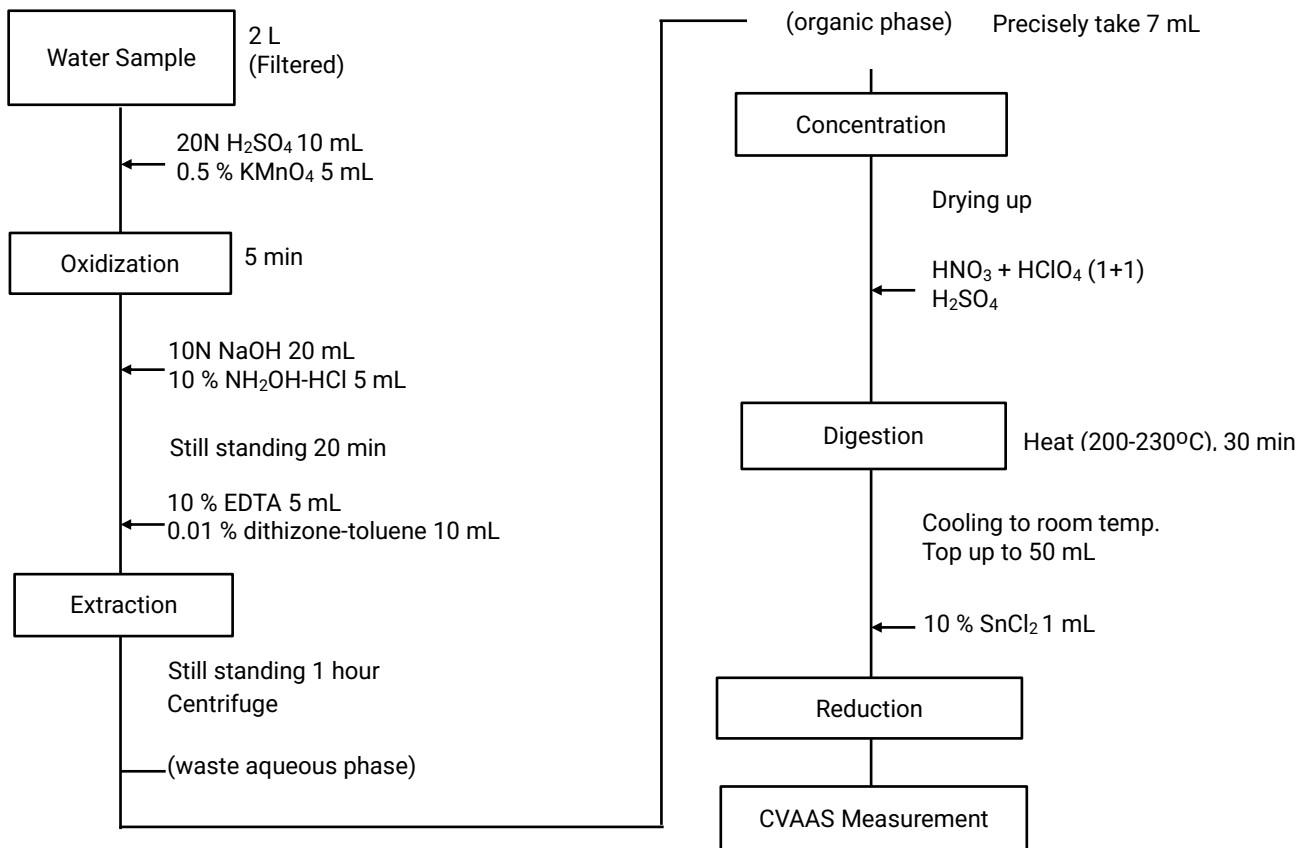 Water Sample
2 L
(Filtered)
20N H₂SO₄ 10 mL
0.5 % KMnO₄ 5 mL
Oxidization
5 min
10N NaOH 20 mL
10 % NH₂OH-HCl 5 mL
Still standing 20 min
10 % EDTA 5 mL
0.01 % dithizone-toluene 10 mL
Extraction
Still standing 1 hour
Centrifuge
(waste aqueous phase)
(organic phase)
Precisely take 7 mL
Concentration
Drying up
HNO₃ + HClO₄ (1+1)
H₂SO₄
Digestion
Heat (200-230ºC), 30 min
Cooling to room temp.
Top up to 50 mL
10 % SnCl₂ 1 mL
Reduction
CVAAS Measurement